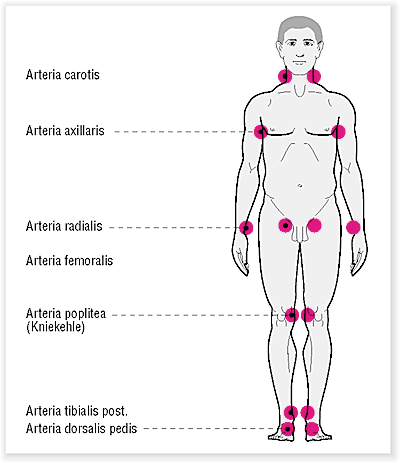 Arteria carotis
Arteria axillaris
Arteria radialis
Arteria femoralis
Arteria poplitea
(Kniekehle)
Arteria tibialis post.
Arteria dorsalis pedis